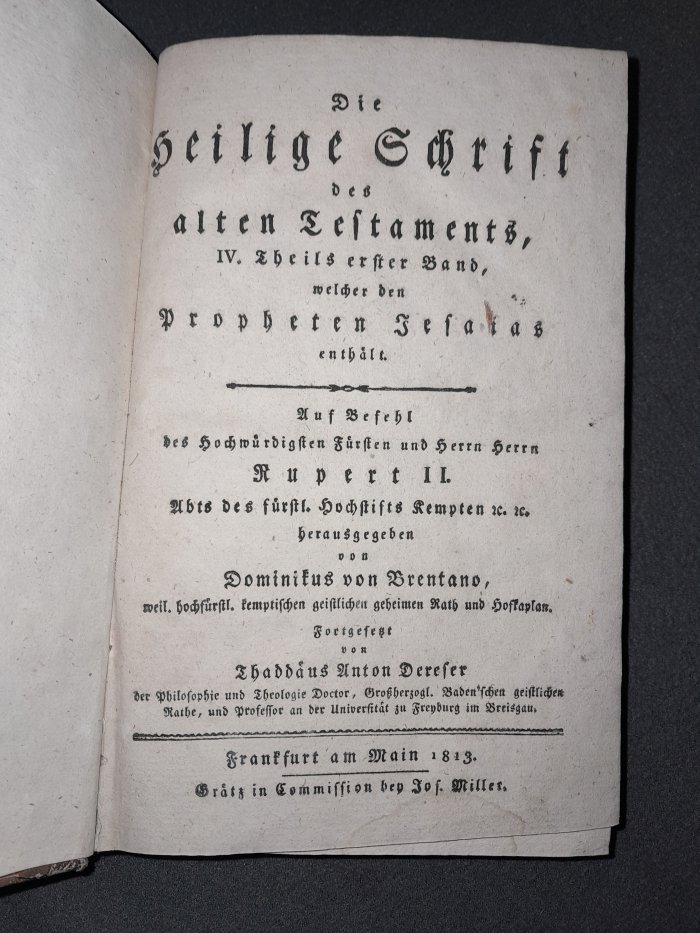 Die
Heilige Schrift
des
alten Testaments,
IV. Theils erster Band,
welcher den
Propheten Jesaias
enthält.
Auf Befehl
des Hochwürdigsten Fürsten und Herrn Herrn
Rupert II.
Abts des fürstl. Hochstifts Kempten ꝛc. ꝛc.
herausgegeben
von
Dominikus von Brentano,
weil. hochfürstl. kemptischen geistlichen geheimen Rath und Hofkaplan.
Fortgesetzt
von
Thaddäus Anton Dereser
der Philosophie und Theologie Doctor, Großherzogl. Baden'schen geistlichen
Rathe, und Professor an der Universität zu Freyburg im Breisgau.
Frankfurt am Main 1813.
Grätz in Commission bey Jos. Miller.